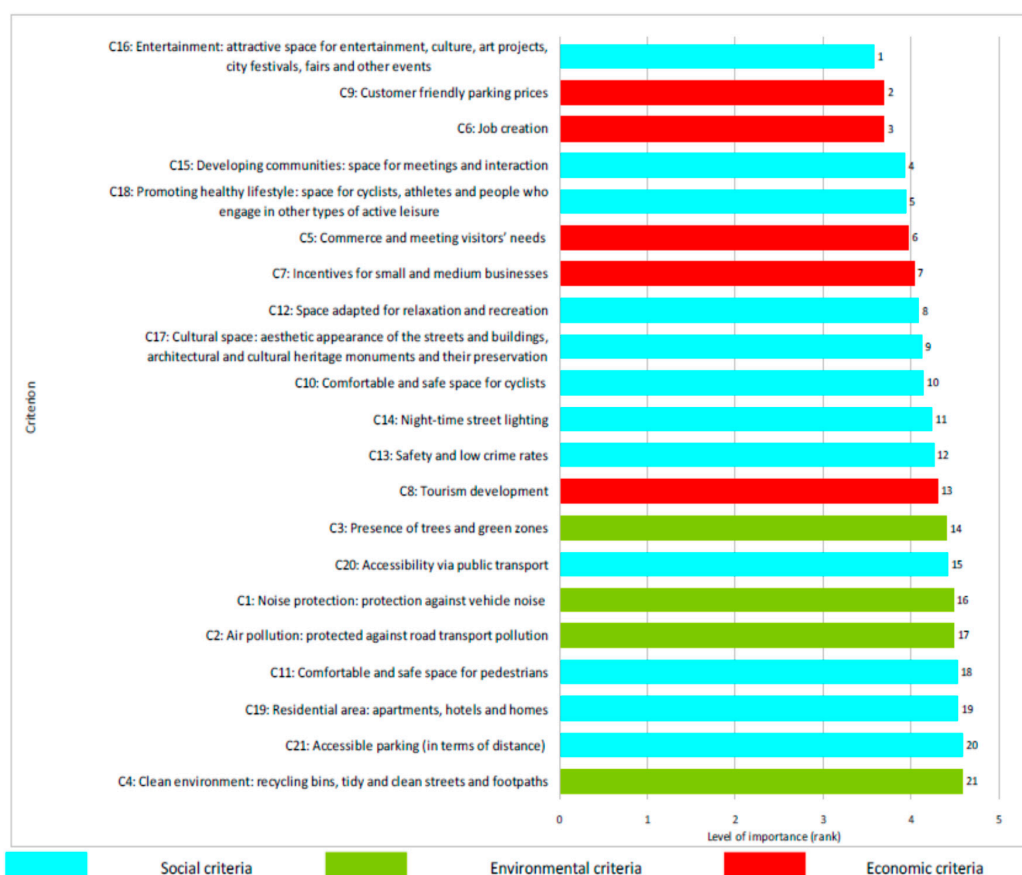 C16: Entertainment: attractive space for entertainment, culture, art projects,
city festivals, fairs and other events
1
C9: Customer friendly parking prices
2
C6: Job creation
3
C15: Developing communities: space for meetings and interaction
4
C18: Promoting healthy lifestyle: space for cyclists, athletes and people who
engage in other types of active leisure
5
C5: Commerce and meeting visitors' needs
6
C7: Incentives for small and medium businesses
7
C12: Space adapted for relaxation and recreation
8
C17: Cultural space: aesthetic appearance of the streets and buildings,
architectural and cultural heritage monuments and their preservation
9
C10: Comfortable and safe space for cyclists
10
Criterion
C14: Night-time street lighting
11
C13: Safety and low crime rates
12
C8: Tourism development
13
C3: Presence of trees and green zones
14
C20: Accessibility via public transport
15
C1: Noise protection: protection against vehicle noise
16
C2: Air pollution: protected against road transport pollution
17
C11: Comfortable and safe space for pedestrians
18
C19: Residential area: apartments, hotels and homes
19
C21: Accessible parking (in terms of distance)
20
C4: Clean environment: recycling bins, tidy and clean streets and footpaths
21
0 1 2 3 4 5
Level of importance (rank)
Social criteria Environmental criteria Economic criteria